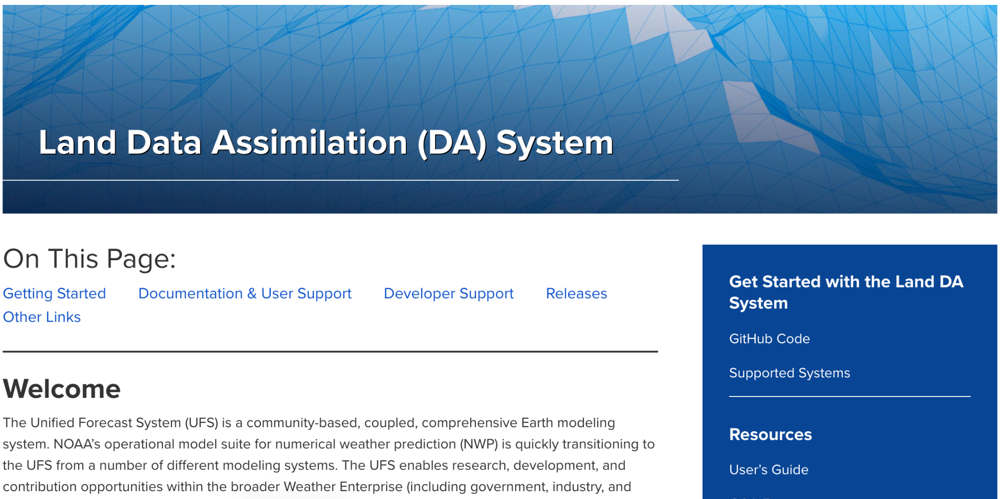 Land Data Assimilation (DA) System
On This Page:
Getting Started Documentation & User Support Developer Support Releases
Other Links
Welcome
The Unified Forecast System (UFS) is a community-based, coupled, comprehensive Earth modeling
system. NOAA’s operational model suite for numerical weather prediction (NWP) is quickly transitioning to
the UFS from a number of different modeling systems. The UFS enables research, development, and
contribution opportunities within the broader Weather Enterprise (including government, industry, and
Get Started with the Land DA
System
GitHub Code
Supported Systems
Resources
User’s Guide